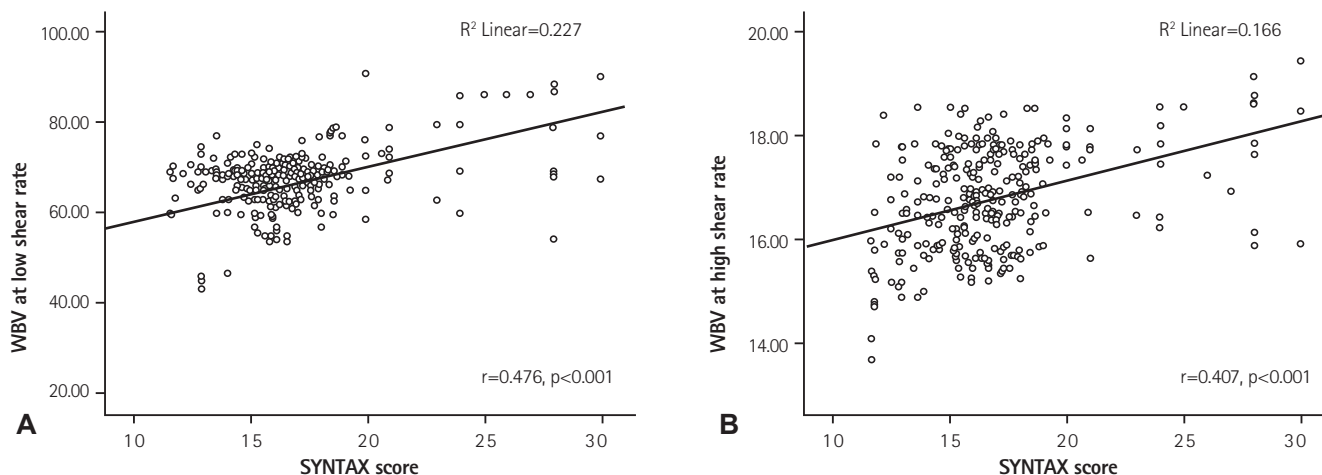 100.00
R² Linear=0.227
80.00
60.00
40.00
20.00
WBV at low shear rate
r=0.476, p<0.001
A
10 15 20 25 30
SYNTAX score
20.00
R² Linear=0.166
18.00
16.00
14.00
WBV at high shear rate
r=0.407, p<0.001
B
10 15 20 25 30
SYNTAX score